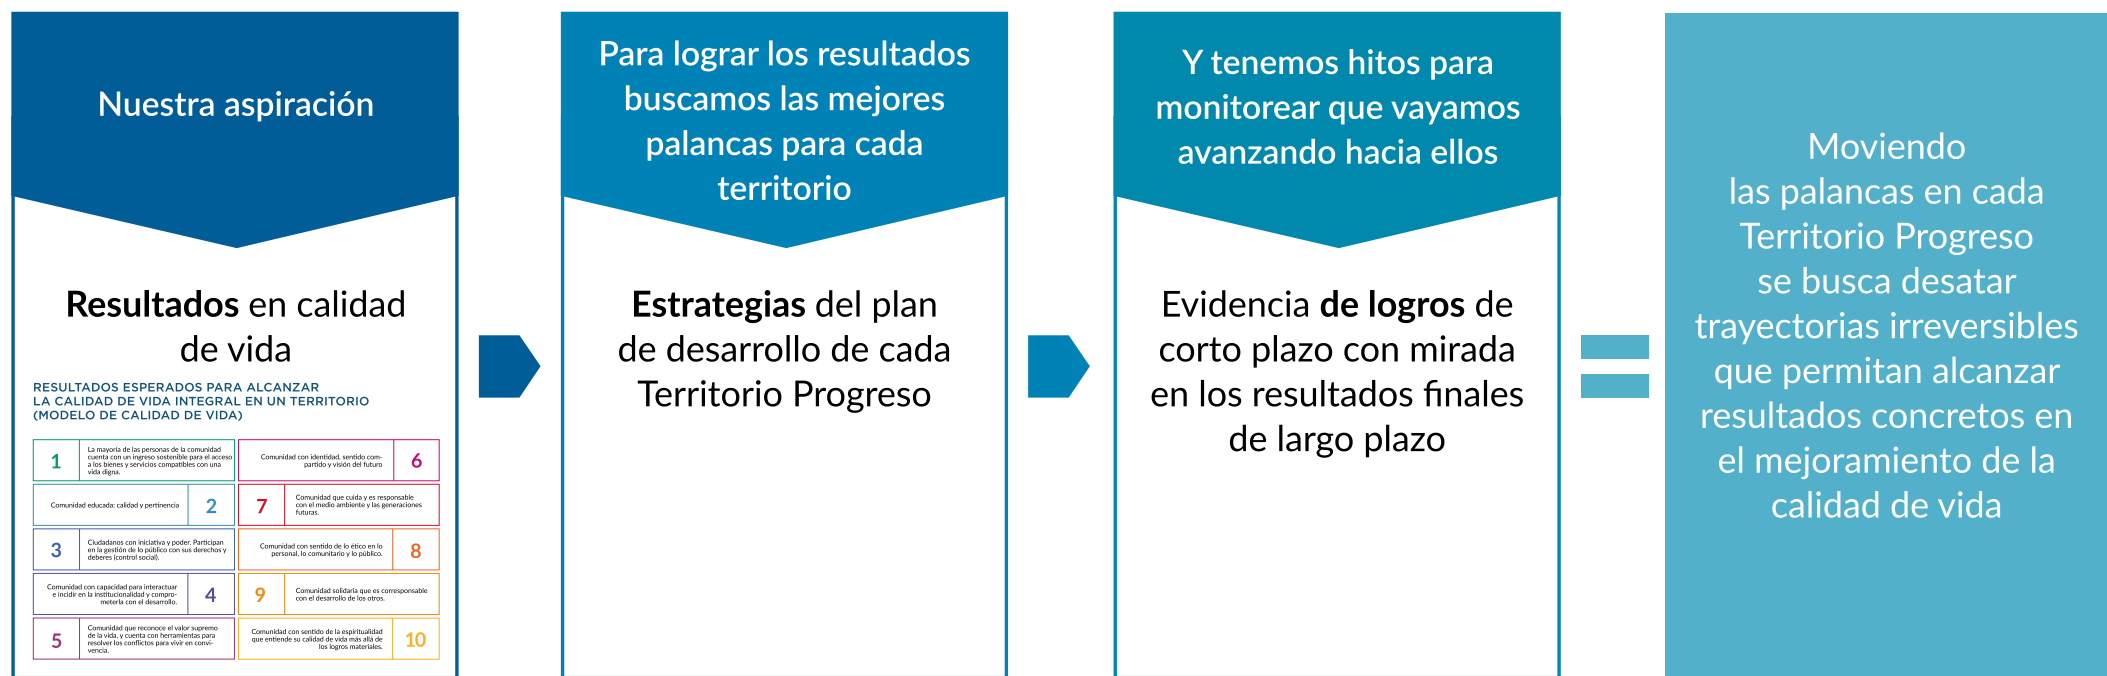 Nuestra aspiración
Resultados en calidad
de vida
RESULTADOS ESPERADOS PARA ALCANZAR
LA CALIDAD DE VIDA INTEGRAL EN UN TERRITORIO
(MODELO DE CALIDAD DE VIDA)
1
La mayoría de las personas de la comunidad
cuenta con un ingreso sostenible para el acceso
a los bienes y servicios compatibles con una
vida digna.
Comunidad educada: calidad y pertinencia
2
3
Ciudadanos con iniciativa y poder. Participan
en la gestión de lo público con sus derechos y
deberes (control social).
Comunidad con capacidad para interactuar
e incidir en la institucionalidad y compro-
meterla con el desarrollo.
4
5
Comunidad que reconoce el valor supremo
de la vida, y cuenta con herramientas para
resolver los conflictos para vivir en convi-
vencia.
Comunidad con identidad, sentido com-
partido y visión del futuro
6
7
Comunidad que cuida y es responsable
con el medio ambiente y las generaciones
futuras.
Comunidad con sentido de lo ético en lo
personal, lo comunitario y lo público.
8
9
Comunidad solidaria que es corresponsable
con el desarrollo de los otros.
Comunidad con sentido de la espiritualidad
que entiende su calidad de vida más allá de
los logros materiales.
10
Para lograr los resultados
buscamos las mejores
palancas para cada
territorio
Estrategias del plan
de desarrollo de cada
Territorio Progreso
Y tenemos hitos para
monitorear que vayamos
avanzando hacia ellos
Evidencia de logros de
corto plazo con mirada
en los resultados finales
de largo plazo
Moviendo
las palancas en cada
Territorio Progreso
se busca desatar
trayectorias irreversibles
que permitan alcanzar
resultados concretos en
el mejoramiento de la
calidad de vida